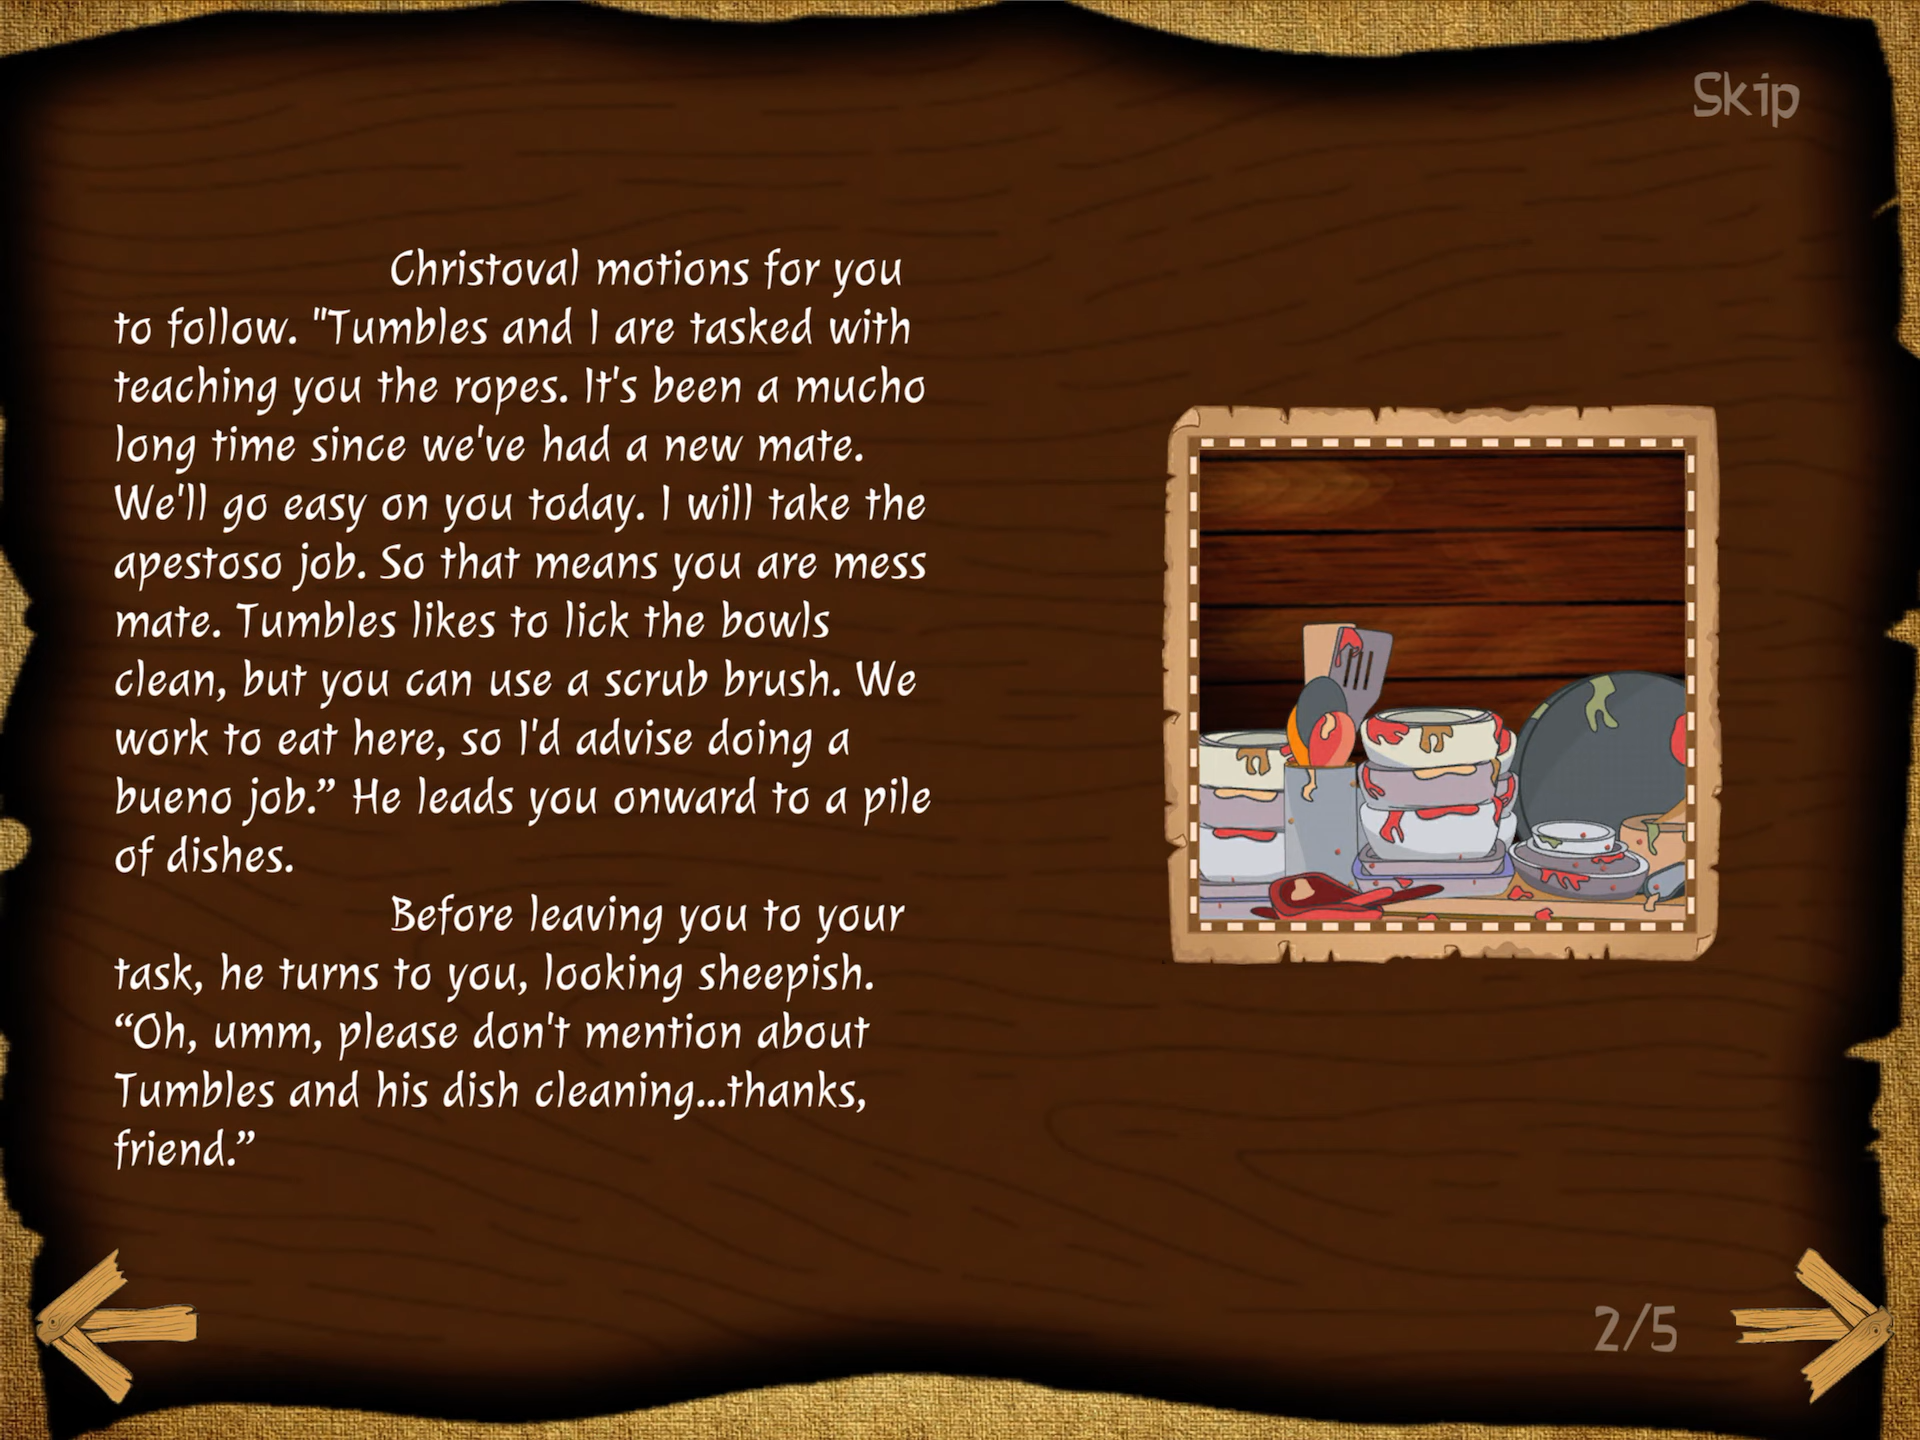 Skip
Christoval motions for you
to follow. "Tumbles and I are tasked with
teaching you the ropes. It's been a mucho
long time since we've had a new mate.
We'll go easy on you today. I will take the
apestoso job. So that means you are mess
mate. Tumbles likes to lick the bowls
clean, but you can use a scrub brush. We
work to eat here, so I'd advise doing a
bueno job.” He leads you onward to a pile
of dishes.
Before leaving you to your
task, he turns to you, looking sheepish.
“Oh, umm, please don't mention about
Tumbles and his dish cleaning...thanks,
friend.”
2/5